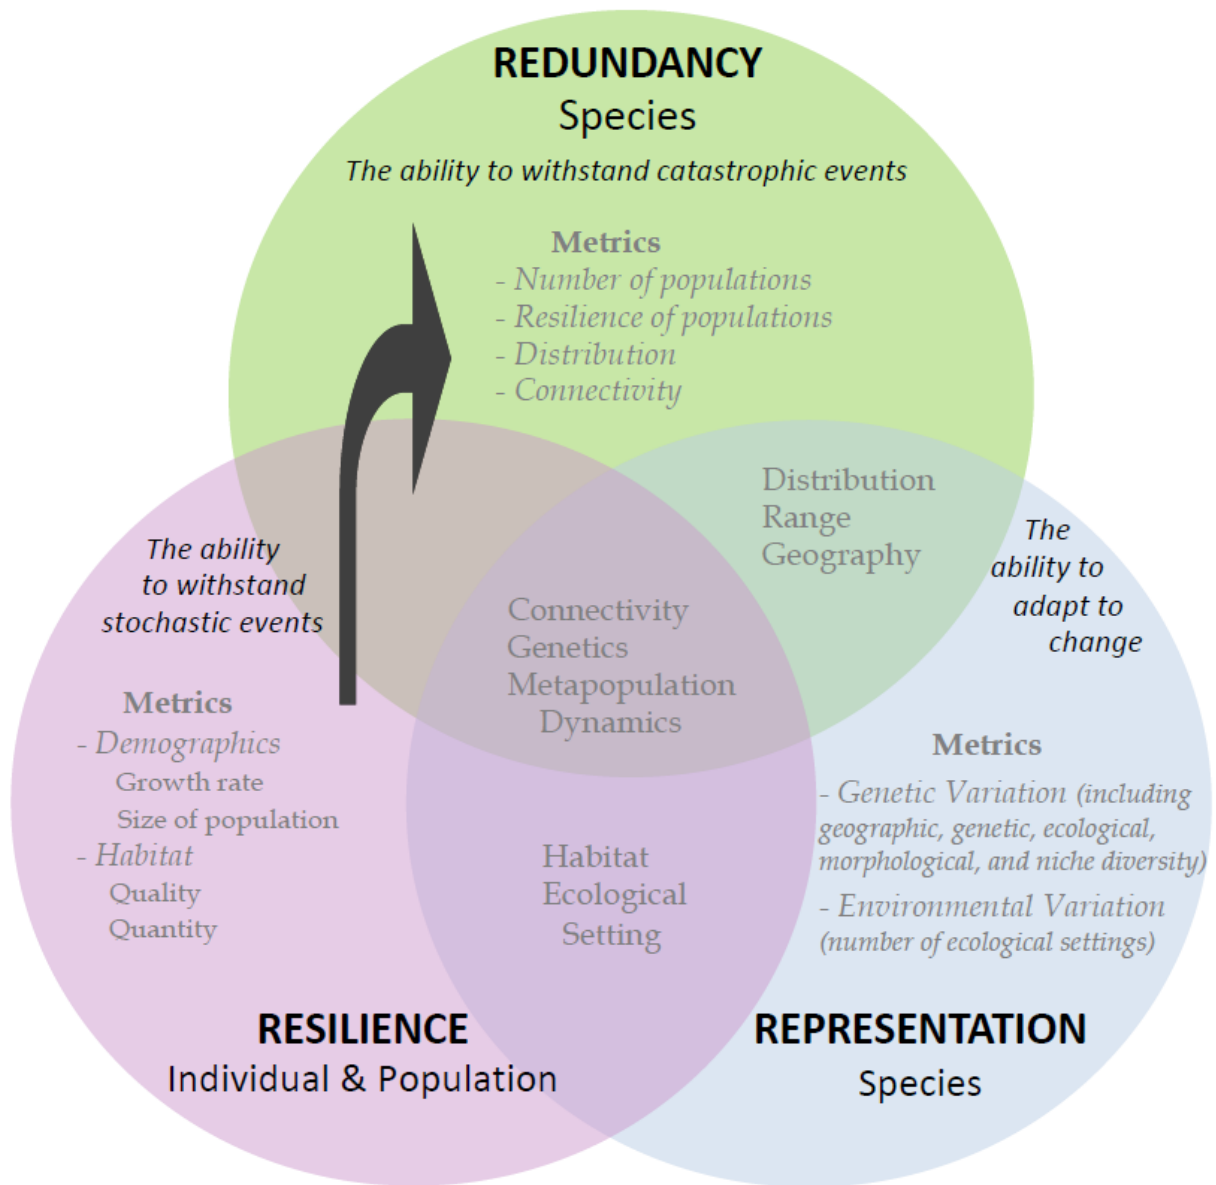 REDUNDANCY
Species
The ability to withstand catastrophic events
Metrics
- Number of populations
- Resilience of populations
- Distribution
- Connectivity
Distribution
Range
Geography
The
ability to
adapt to
change
The ability
to withstand
stochastic events
Connectivity
Genetics
Metapopulation
Dynamics
Metrics
- Demographics
Growth rate
Size of population
- Habitat
Quality
Quantity
Habitat
Ecological
Setting
Metrics
- Genetic Variation (including
geographic, genetic, ecological,
morphological, and niche diversity)
- Environmental Variation
(number of ecological settings)
RESILIENCE
Individual & Population
REPRESENTATION
Species